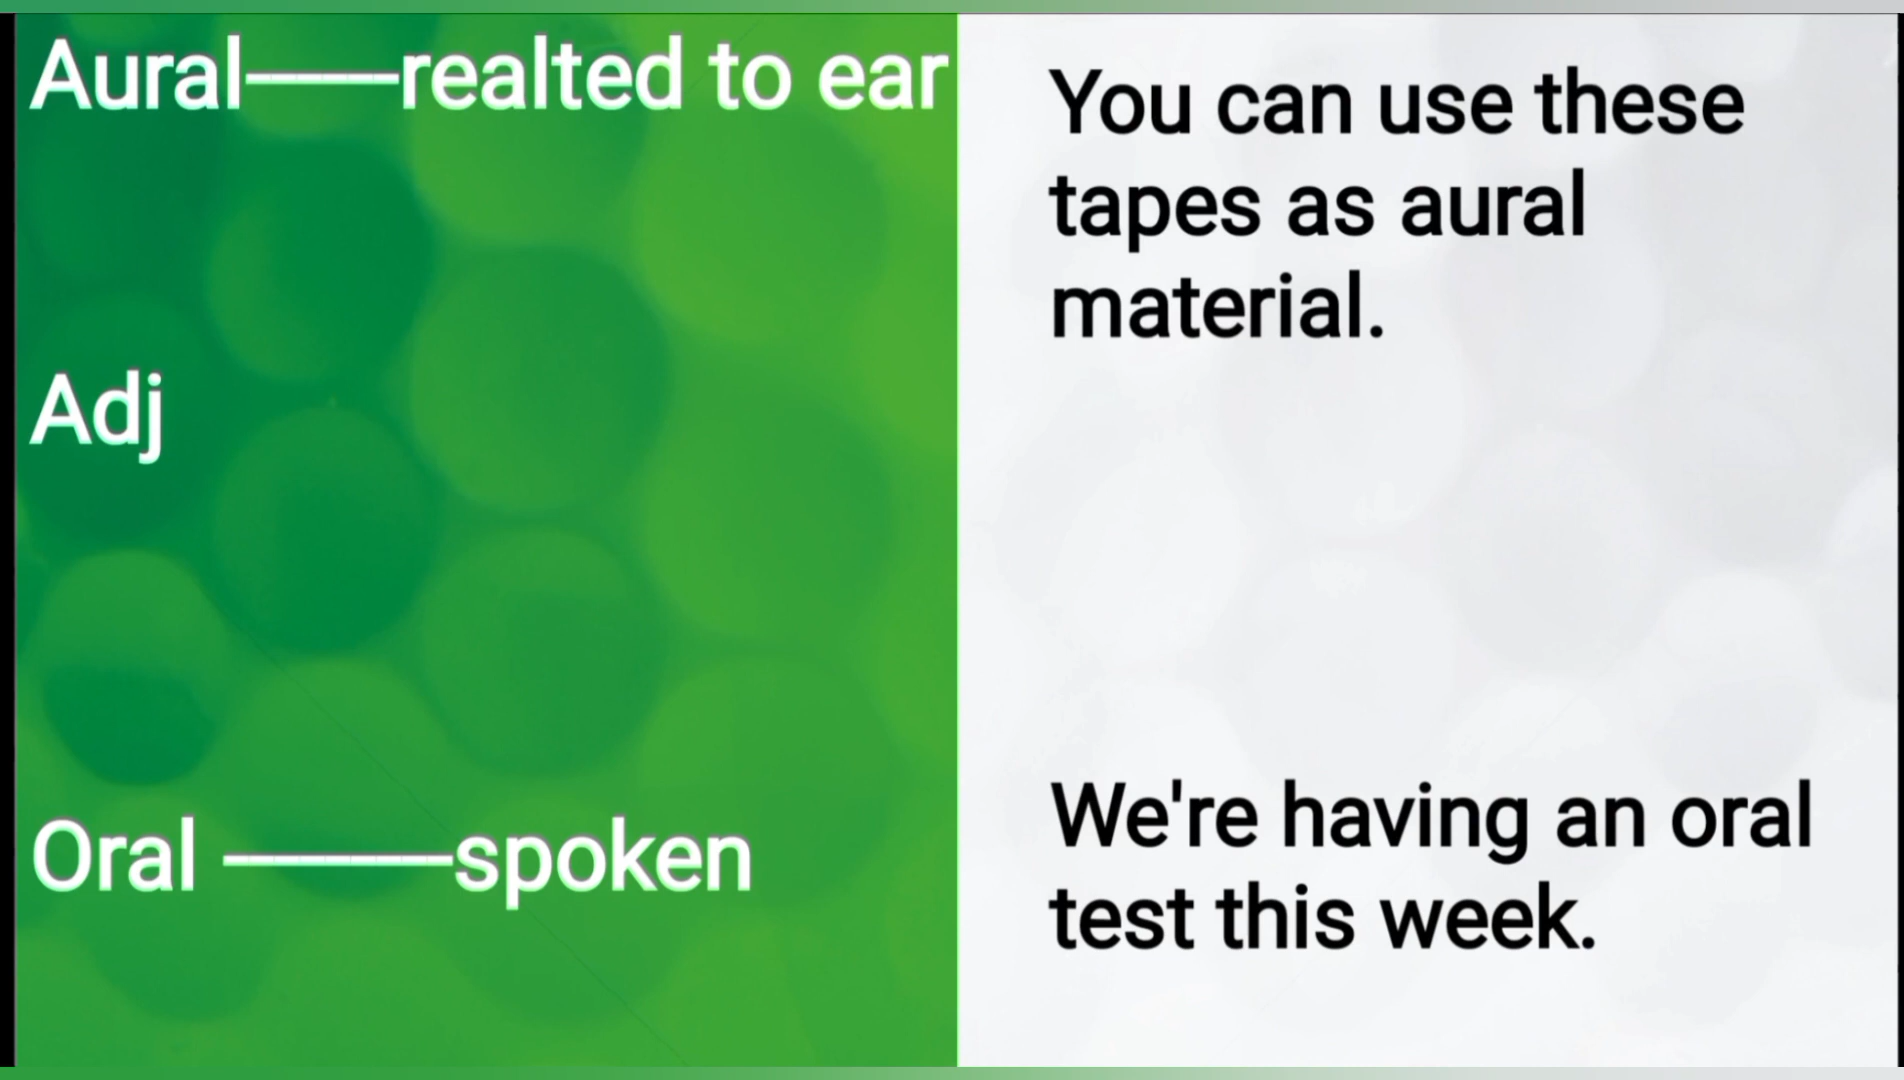 Aural——realted to ear
Adj
Oral ———spoken
You can use these
tapes as aural
material.
We're having an oral
test this week.